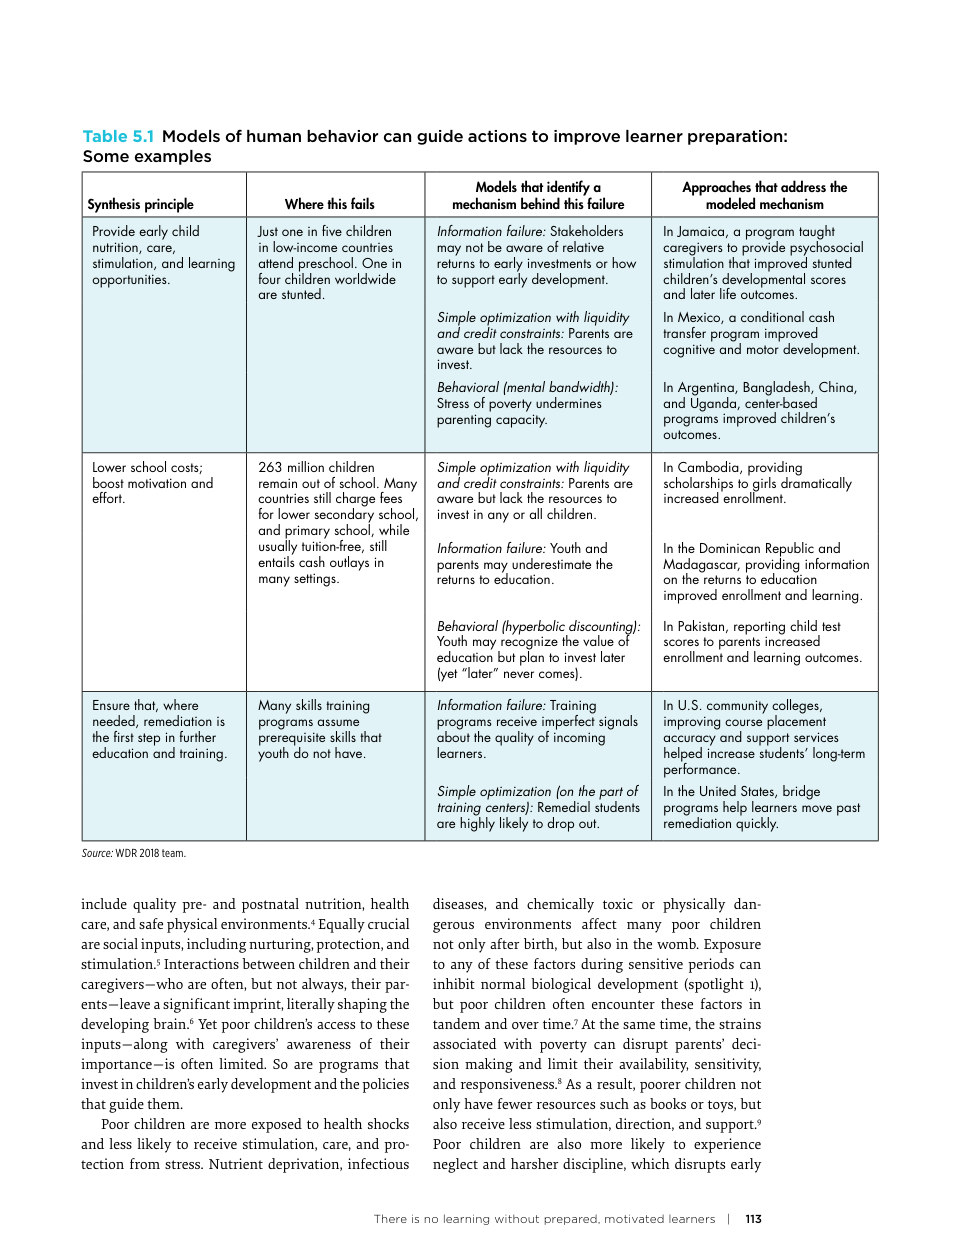 Table 5.1 Models of human behavior can guide actions to improve learner preparation:
Some examples
Synthesis principle
Where this fails
Models that identify a
mechanism behind this failure
Approaches that address the
modeled mechanism
Provide early child
nutrition, care,
stimulation, and learning
opportunities.
Just one in five children
in low-income countries
attend preschool. One in
four children worldwide
are stunted.
Information failure: Stakeholders
may not be aware of relative
returns to early investments or how
to support early development.
In Jamaica, a program taught
caregivers to provide psychosocial
stimulation that improved stunted
children's developmental scores
and later life outcomes.
Simple optimization with liquidity
and credit constraints: Parents are
aware but lack the resources to
invest.
In Mexico, a conditional cash
transfer program improved
cognitive and motor development.
Behavioral (mental bandwidth):
Stress of poverty undermines
parenting capacity.
In Argentina, Bangladesh, China,
and Uganda, center-based
programs improved children's
outcomes.
Lower school costs;
boost motivation and
effort.
263 million children
remain out of school. Many
countries still charge fees
for lower secondary school,
and primary school, while
usually tuition-free, still
entails cash outlays in
many settings.
Simple optimization with liquidity
and credit constraints: Parents are
aware but lack the resources to
invest in any or all children.
In Cambodia, providing
scholarships to girls dramatically
increased enrollment.
Information failure: Youth and
parents may underestimate the
returns to education.
In the Dominican Republic and
Madagascar, providing information
on the returns to education
improved enrollment and learning.
Behavioral (hyperbolic discounting):
Youth may recognize the value of
education but plan to invest later
(yet “later” never comes).
In Pakistan, reporting child test
scores to parents increased
enrollment and learning outcomes.
Ensure that, where
needed, remediation is
the first step in further
education and training.
Many skills training
programs assume
prerequisite skills that
youth do not have.
Information failure: Training
programs receive imperfect signals
about the quality of incoming
learners.
In U.S. community colleges,
improving course placement
accuracy and support services
helped increase students' long-term
performance.
Simple optimization (on the part of
training centers): Remedial students
are highly likely to drop out.
In the United States, bridge
programs help learners move past
remediation quickly.
Source: WDR 2018 team.
include quality pre- and postnatal nutrition, health
care, and safe physical environments.4 Equally crucial
are social inputs, including nurturing, protection, and
stimulation.5 Interactions between children and their
caregivers—who are often, but not always, their par-
ents—leave a significant imprint, literally shaping the
developing brain.6 Yet poor children's access to these
inputs—along with caregivers' awareness of their
importance—is often limited. So are programs that
invest in children's early development and the policies
that guide them.
Poor children are more exposed to health shocks
and less likely to receive stimulation, care, and pro-
tection from stress. Nutrient deprivation, infectious
diseases, and chemically toxic or physically dan-
gerous environments affect many poor children
not only after birth, but also in the womb. Exposure
to any of these factors during sensitive periods can
inhibit normal biological development (spotlight 1),
but poor children often encounter these factors in
tandem and over time.7 At the same time, the strains
associated with poverty can disrupt parents' deci-
sion making and limit their availability, sensitivity,
and responsiveness.8 As a result, poorer children not
only have fewer resources such as books or toys, but
also receive less stimulation, direction, and support.9
Poor children are also more likely to experience
neglect and harsher discipline, which disrupts early
There is no learning without prepared, motivated learners | 113